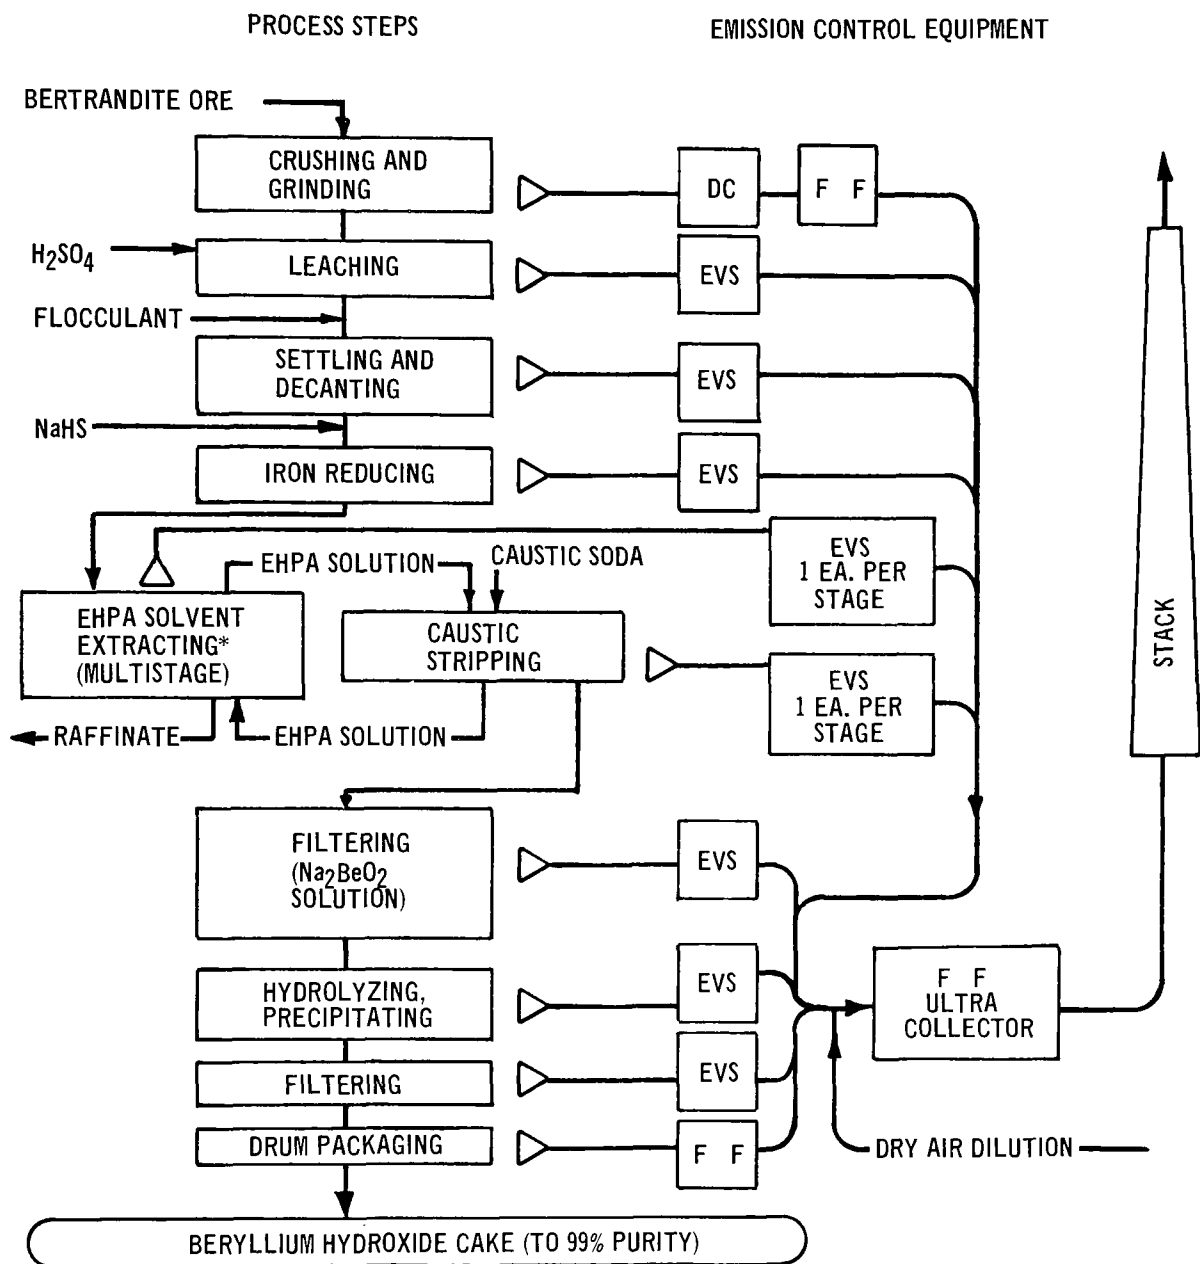 PROCESS STEPS
EMISSION CONTROL EQUIPMENT
BERTRANDITE ORE
CRUSHING AND
GRINDING
DC
F F
H2SO4
LEACHING
EVS
FLOCCULANT
SETTLING AND
DECANTING
EVS
NaHS
IRON REDUCING
EVS
EHPA SOLUTION
CAUSTIC SODA
EVS
1 EA. PER
STAGE
EHPA SOLVENT
EXTRACTING*
(MULTISTAGE)
CAUSTIC
STRIPPING
EVS
1 EA. PER
STAGE
STACK
RAFFINATE
EHPA SOLUTION
FILTERING
(Na2BeO2
SOLUTION)
EVS
HYDROLYZING,
PRECIPITATING
EVS
F F
ULTRA
COLLECTOR
FILTERING
EVS
DRUM PACKAGING
F F
DRY AIR DILUTION
BERYLLIUM HYDROXIDE CAKE (TO 99% PURITY)